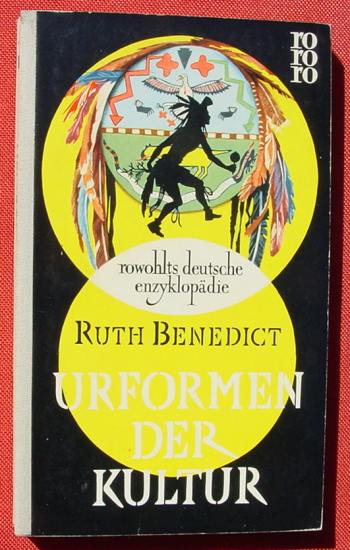 ro
ro
ro
rowohlts deutsche
enzyklopädie
RUTH BENEDICT
URFORMEN
DER
KULTUR